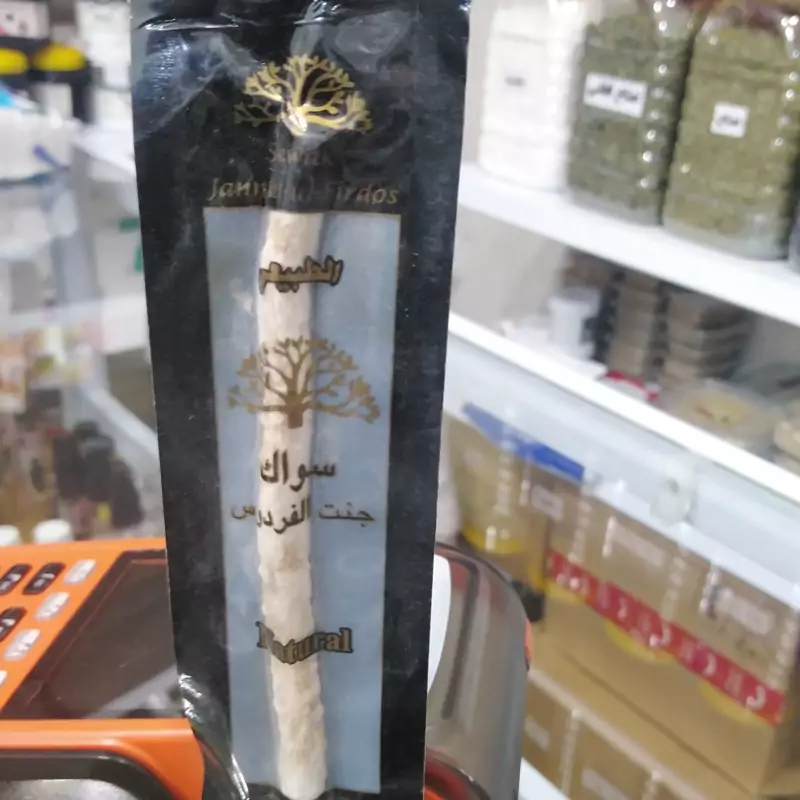 Siwak
Jannat ul-Firdos
الطبيعي
سواك
جنت الفردوس
Natural